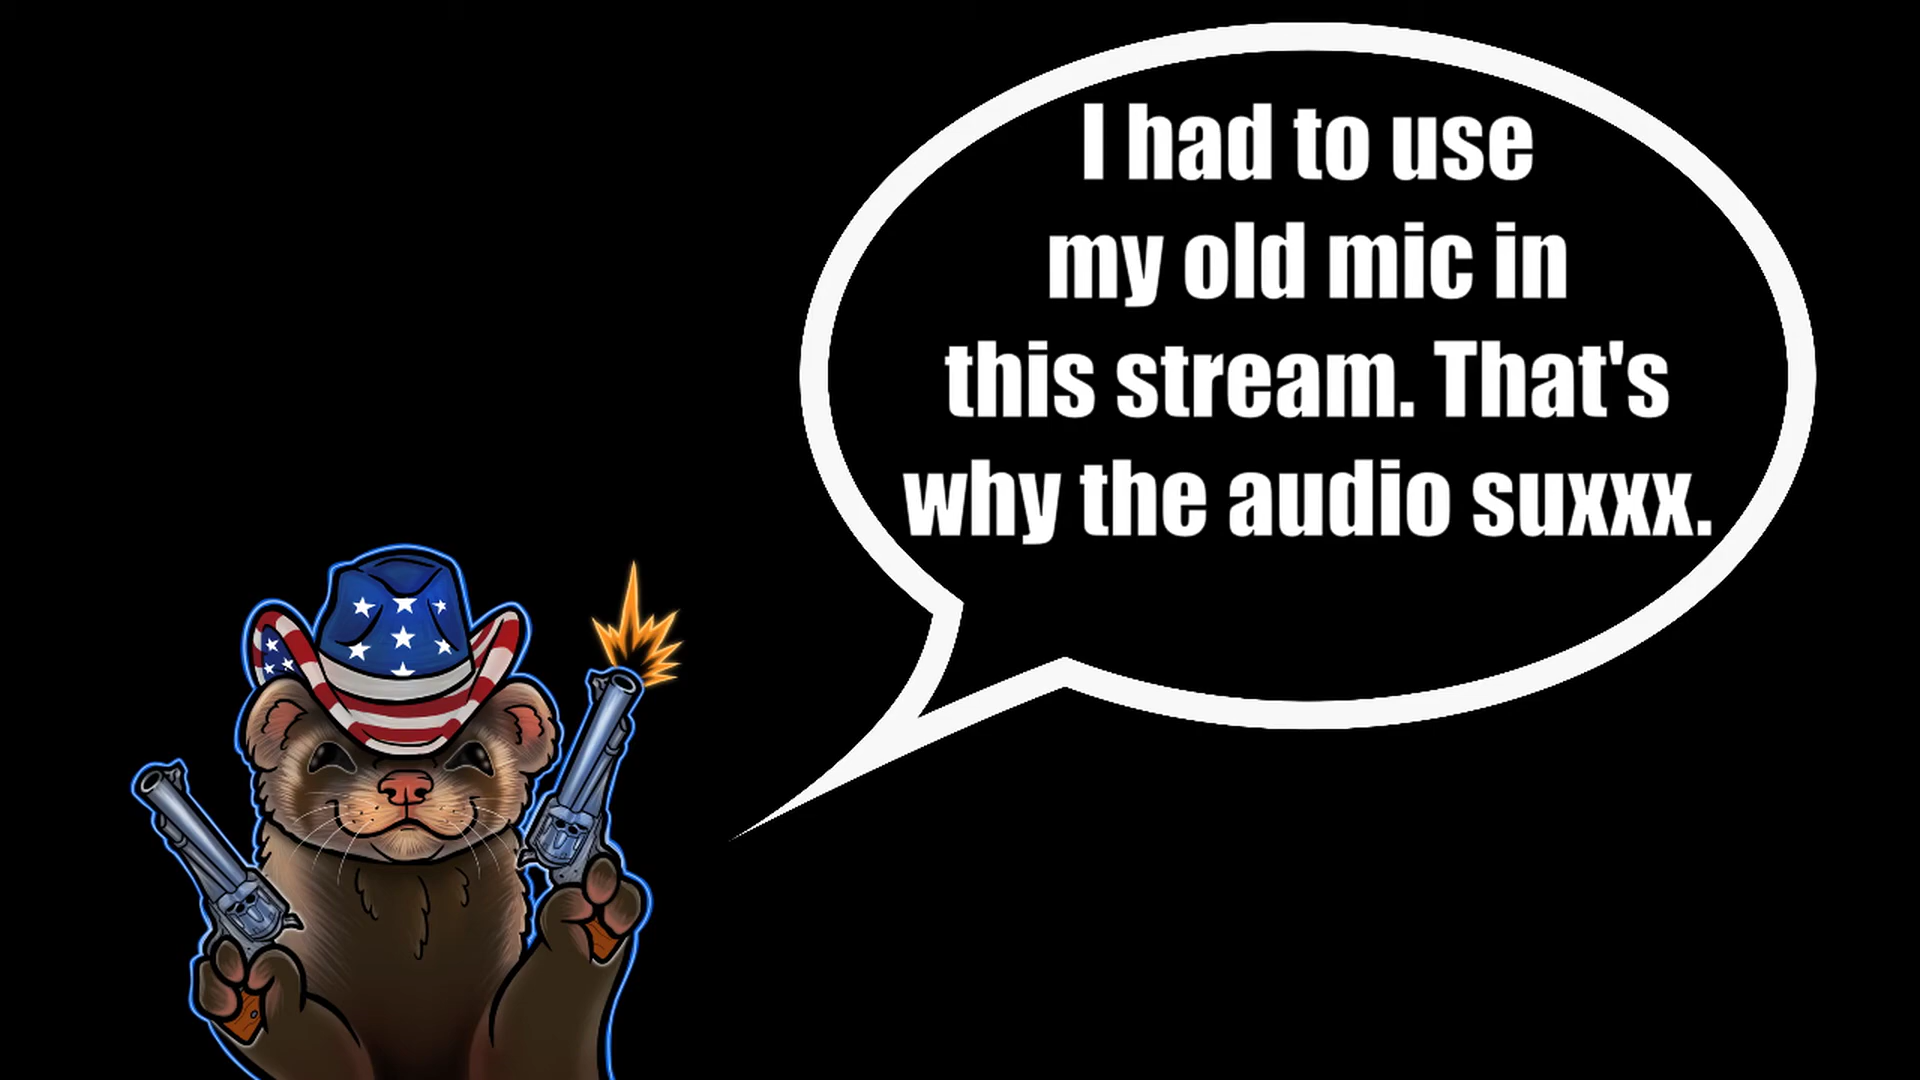 I had to use
my old mic in
this stream. That's
why the audio suxxx.